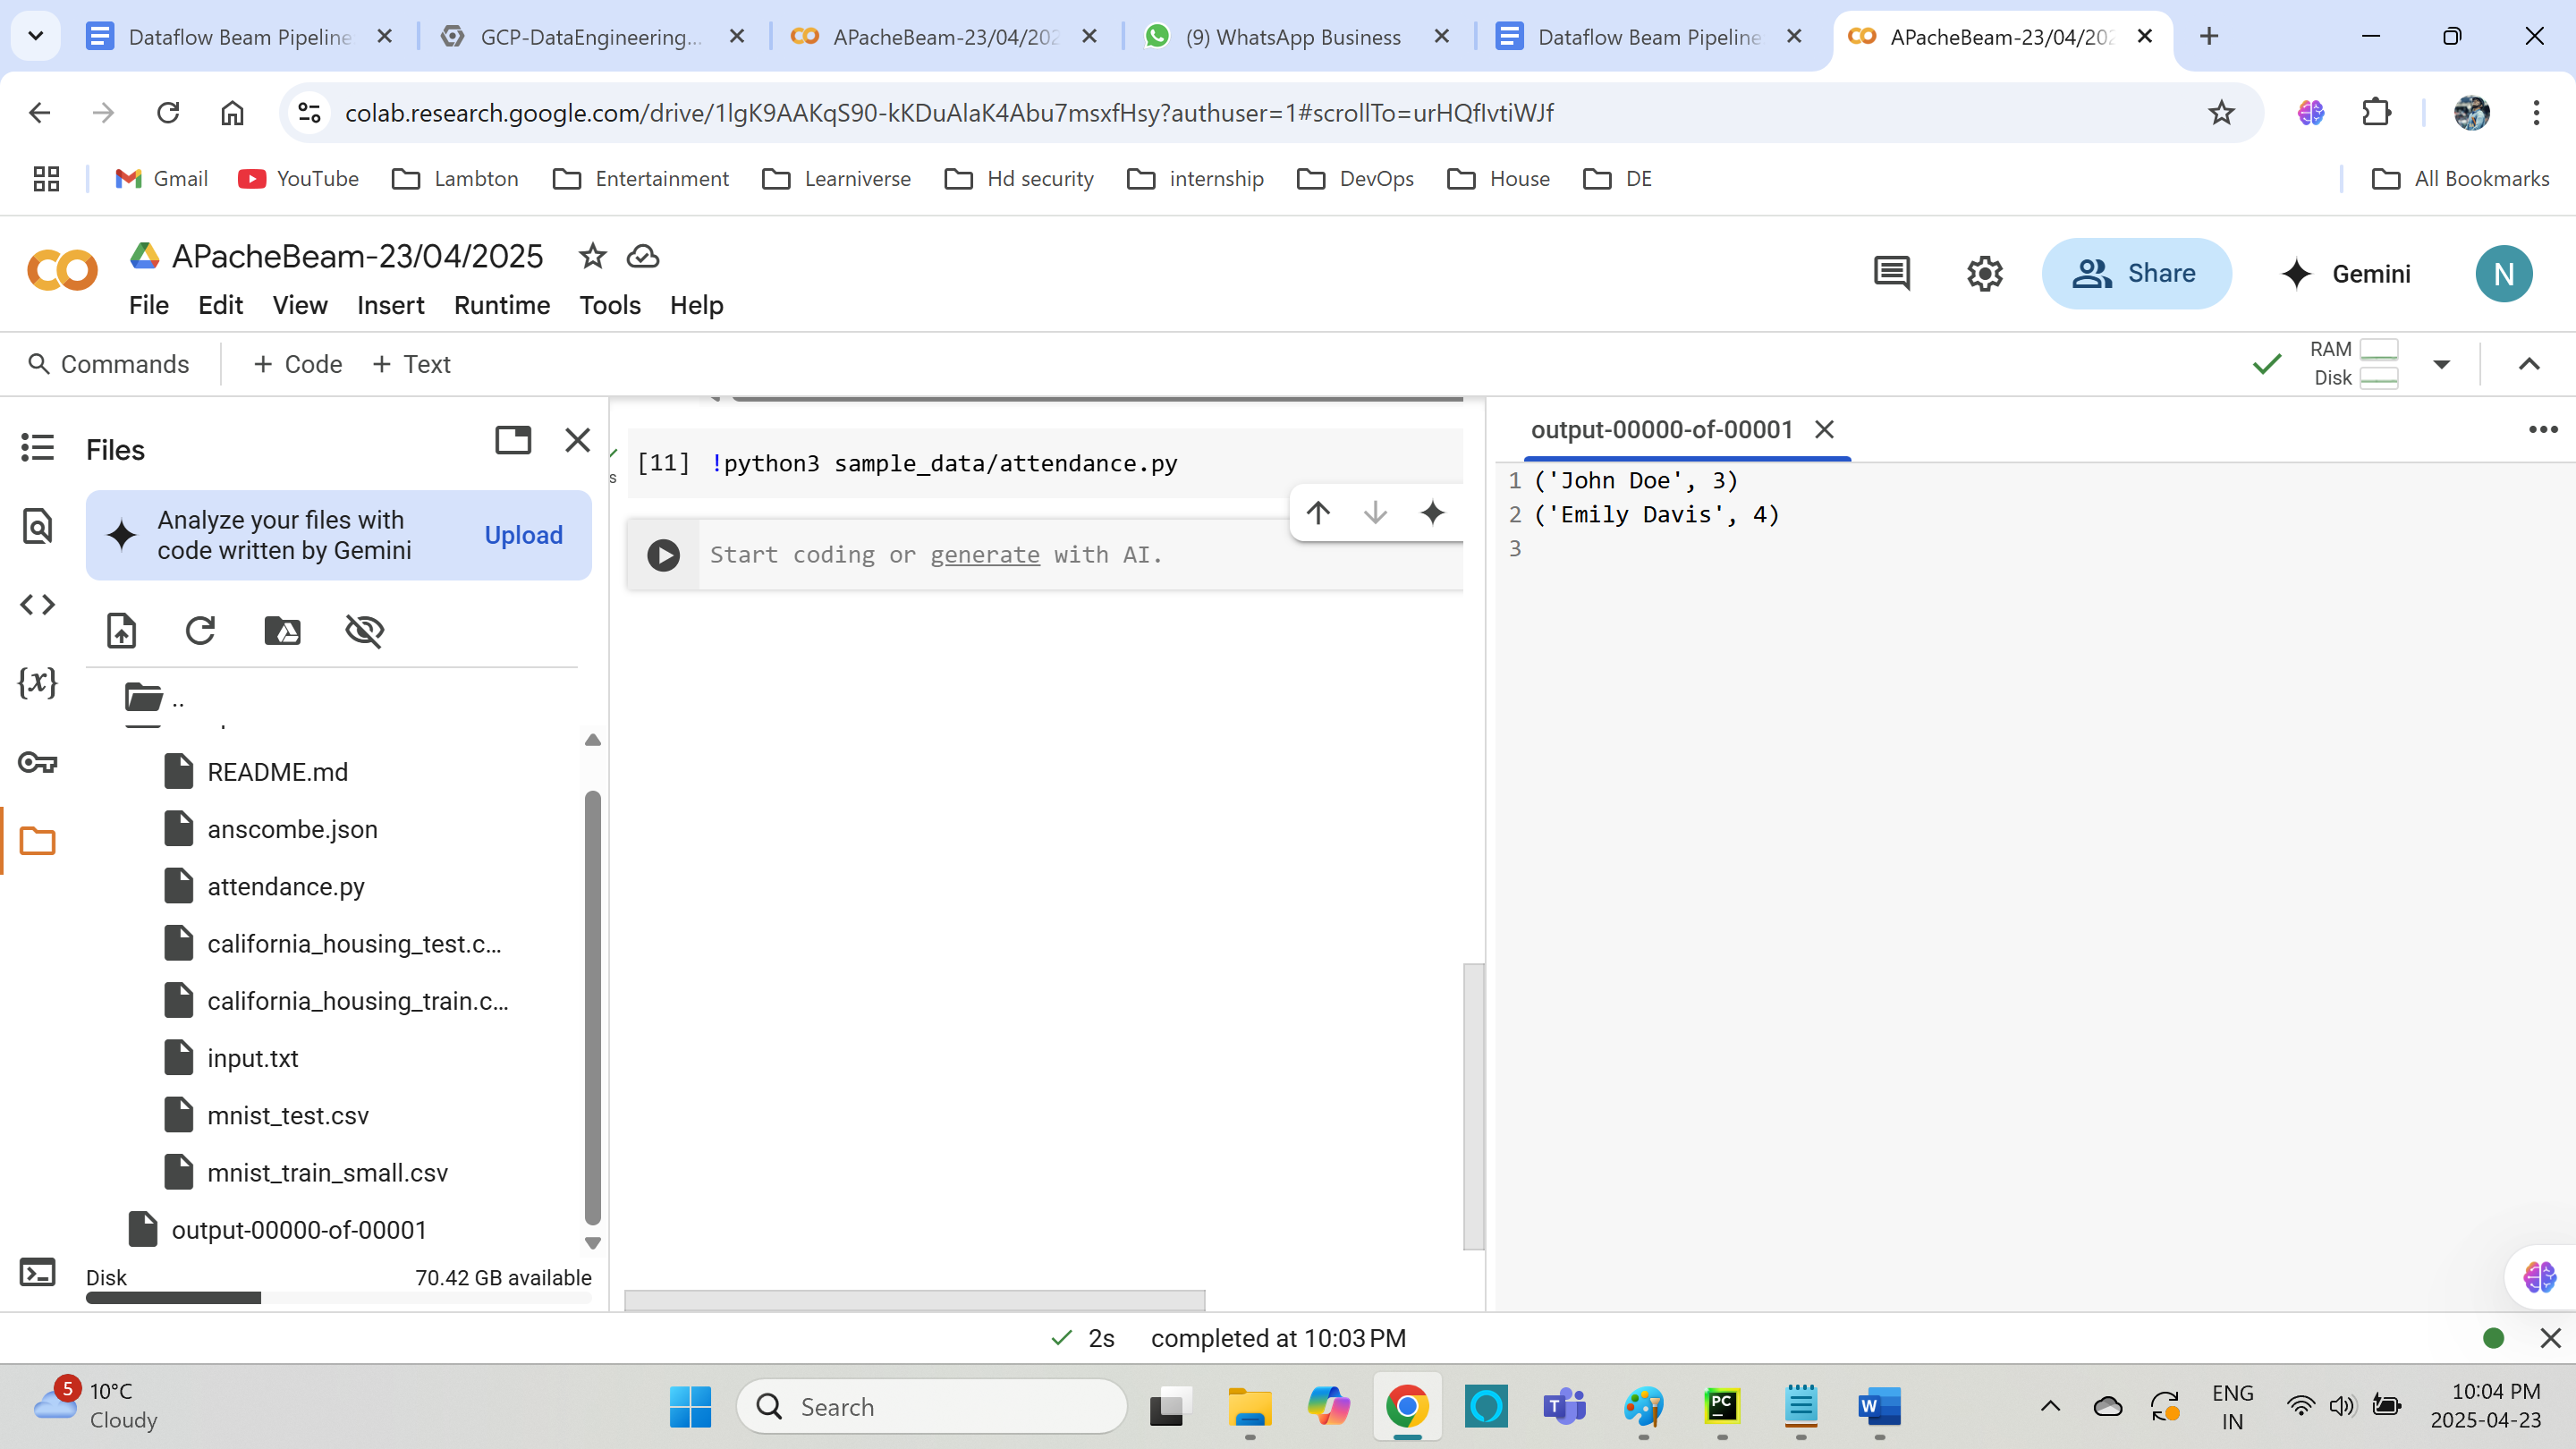 Dataflow Beam Pipeline
GCP-DataEngineering...
APacheBeam-23/04/202
(9) WhatsApp Business
Dataflow Beam Pipeline
APacheBeam-23/04/202
colab.research.google.com/drive/1lgK9AAKqS90-kKDuAlaK4Abu7msxfHsy?authuser=1#scrollTo=urHQfIvtiWJf
Gmail
YouTube
Lambton
Entertainment
Learniverse
Hd security
internship
DevOps
House
DE
All Bookmarks
APacheBeam-23/04/2025
File Edit View Insert Runtime Tools Help
Share
Gemini
N
Commands
+ Code
+ Text
RAM
Disk
Files
Analyze your files with
code written by Gemini
Upload
..
README.md
anscombe.json
attendance.py
california_housing_test.c...
california_housing_train.c...
input.txt
mnist_test.csv
mnist_train_small.csv
output-00000-of-00001
Disk
70.42 GB available
s
[11] !python3 sample_data/attendance.py
Start coding or generate with AI.
output-00000-of-00001
1 ('John Doe', 3)
2 ('Emily Davis', 4)
3
2s completed at 10:03 PM
5
10°C
Cloudy
Search
T
PC
W
ENG
IN
10:04 PM
2025-04-23